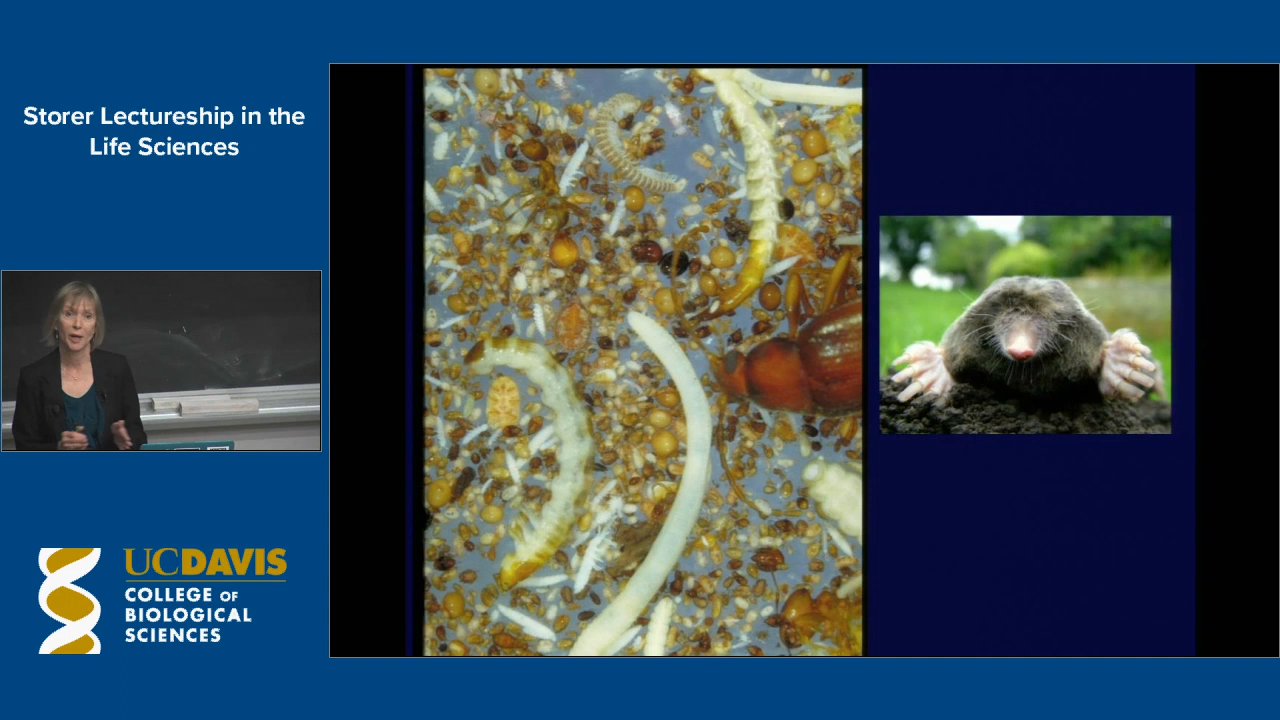 Storer Lectureship in the
Life Sciences
UCDAVIS
COLLEGE OF
BIOLOGICAL
SCIENCES